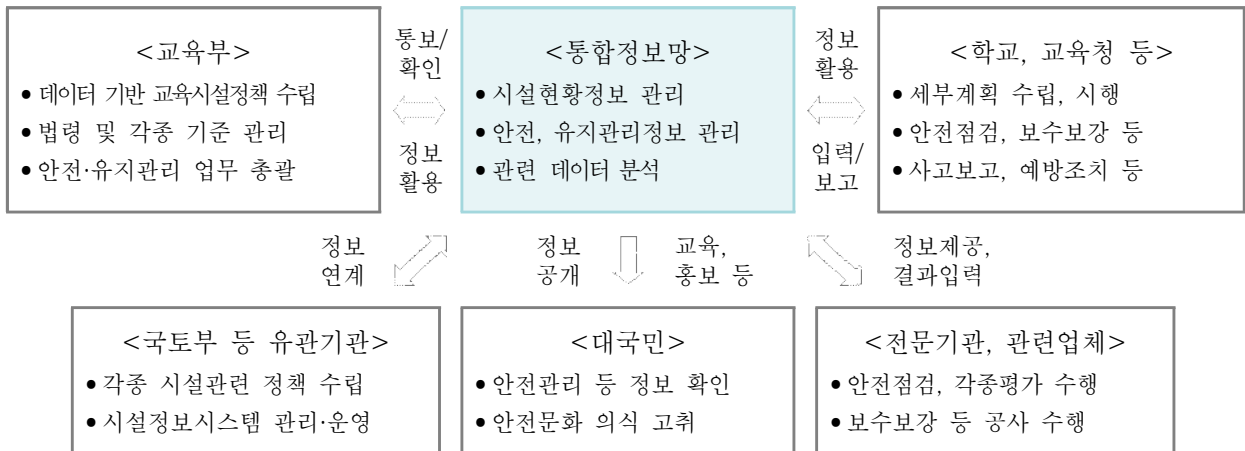 <교육부>
• 데이터 기반 교육시설정책 수립
• 법령 및 각종 기준 관리
• 안전·유지관리 업무 총괄
통보/
확인
정보
활용
<통합정보망>
• 시설현황정보 관리
• 안전, 유지관리정보 관리
• 관련 데이터 분석
정보
활용
입력/
보고
<학교, 교육청 등>
• 세부계획 수립, 시행
• 안전점검, 보수보강 등
• 사고보고, 예방조치 등
정보
연계
정보
공개
교육,
홍보 등
정보제공,
결과입력
<국토부 등 유관기관>
• 각종 시설관련 정책 수립
• 시설정보시스템 관리·운영
<대국민>
• 안전관리 등 정보 확인
• 안전문화 의식 고취
<전문기관, 관련업체>
• 안전점검, 각종평가 수행
• 보수보강 등 공사 수행